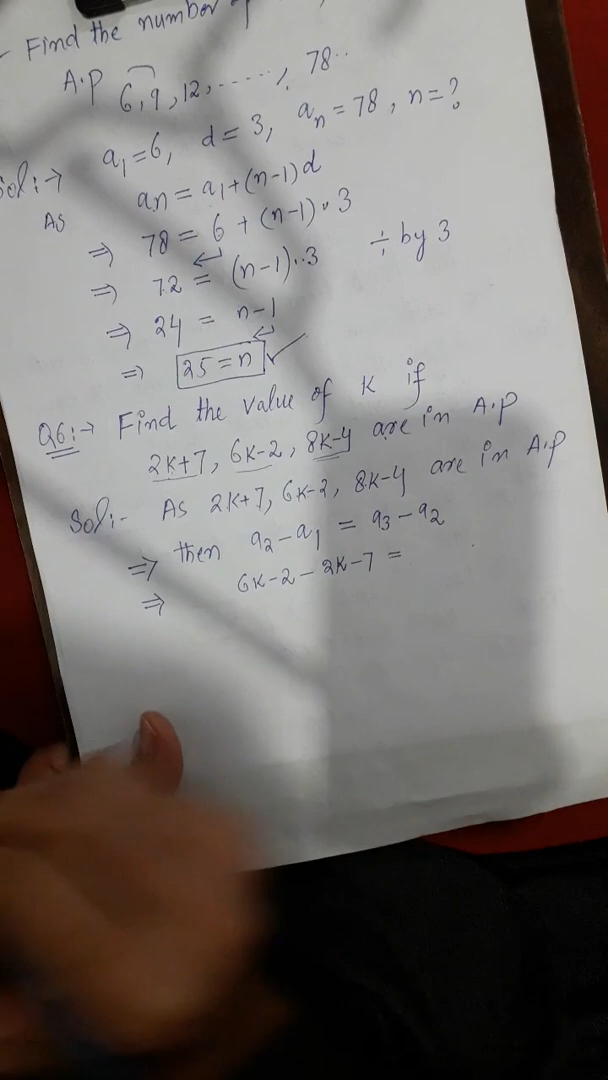 Find the number
A.p 6,9,12,-----, 78..
Sol:→ a₁=6, d=3, aₙ=78, n=?
As an = a₁+(n-1)d
⇒ 78 = 6 + (n-1)•3
⇒ 72 = (n-1)..3 ÷ by 3
⇒ 24 = n-1
⇒ 25=n ✓
Q6:→ Find the value of K if
2K+7, 6K-2, 8K-4 are in A.p
Sol:- As 2K+7, 6K-2, 8K-4 are in A.p
⇒ then a₂-a₁ = a₃-a₂
⇒ 6K-2-2K-7 =